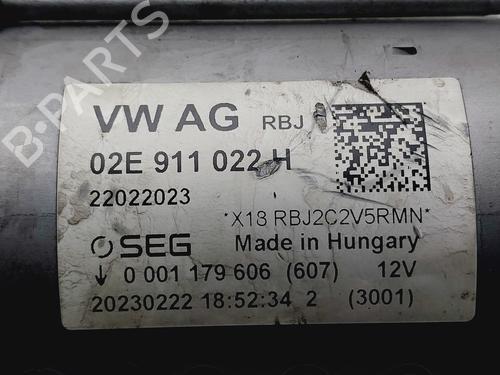 VW AG RBJ
02E 911 022 H
22022023
*X18 RBJ2C2V5RMN*
SEG Made in Hungary
↓ 0 001 179 606 (607) 12V
20230222 18:52:34 2 (3001)
B-PARTS